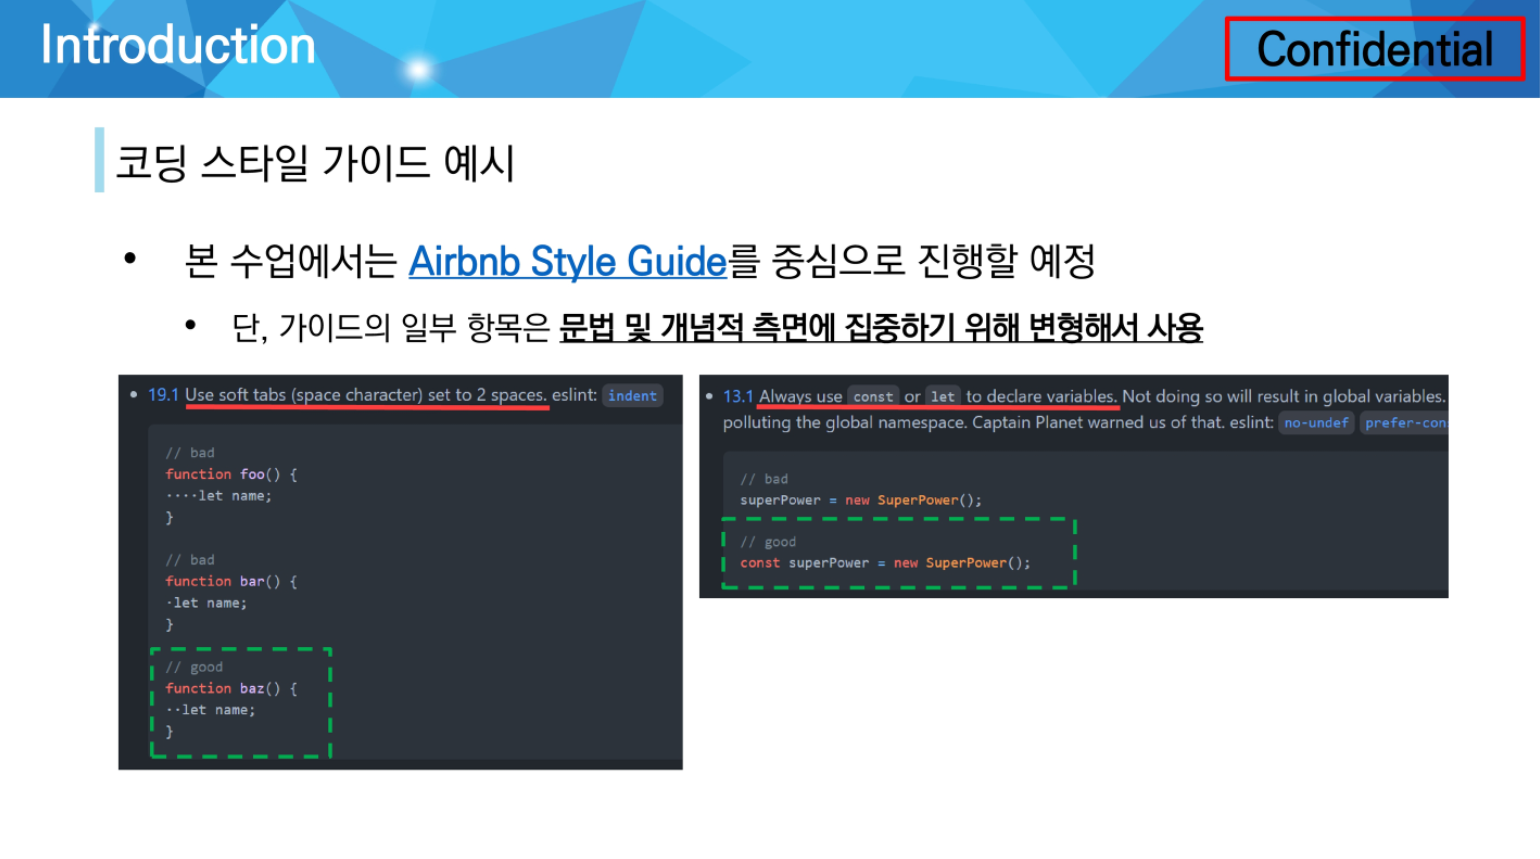 Introduction
Confidential
코딩 스타일 가이드 예시
• 본 수업에서는 Airbnb Style Guide를 중심으로 진행할 예정
• 단, 가이드의 일부 항목은 문법 및 개념적 측면에 집중하기 위해 변형해서 사용
• 19.1 Use soft tabs (space character) set to 2 spaces. eslint: indent
// bad
function foo() {
····let name;
}
// bad
function bar() {
·let name;
}
// good
function baz() {
··let name;
}
• 13.1 Always use const or let to declare variables. Not doing so will result in global variables.
polluting the global namespace. Captain Planet warned us of that. eslint: no-undef prefer-con
// bad
superPower = new SuperPower();
// good
const superPower = new SuperPower();